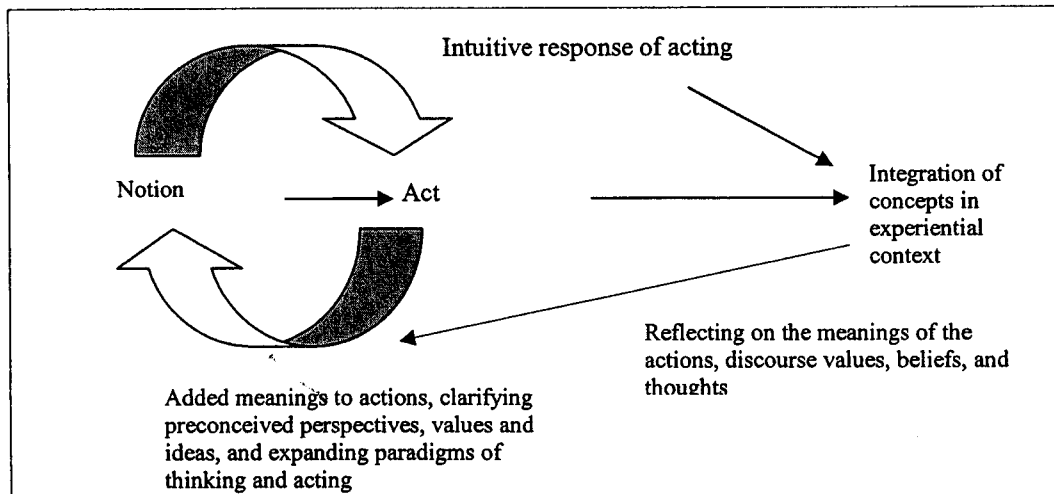 Intuitive response of acting
Notion
Act
Integration of
concepts in
experiential
context
Reflecting on the meanings of the
actions, discourse values, beliefs, and
thoughts
Added meanings to actions, clarifying
preconceived perspectives, values and
ideas, and expanding paradigms of
thinking and acting